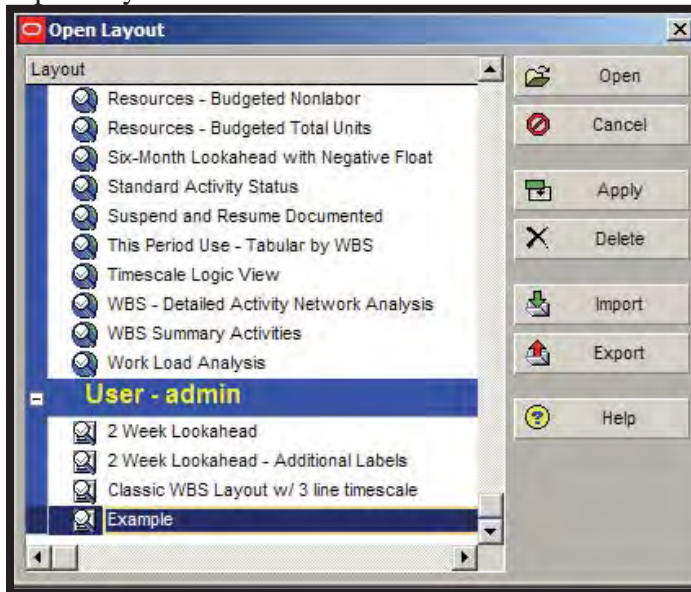 Open Layout
Layout
Resources - Budgeted Nonlabor
Resources - Budgeted Total Units
Six-Month Lookahead with Negative Float
Standard Activity Status
Suspend and Resume Documented
This Period Use - Tabular by WBS
Timescale Logic View
WBS - Detailed Activity Network Analysis
WBS Summary Activities
Work Load Analysis
User - admin
2 Week Lookahead
2 Week Lookahead - Additional Labels
Classic WBS Layout w/ 3 line timescale
Example
Open
Cancel
Apply
Delete
Import
Export
Help